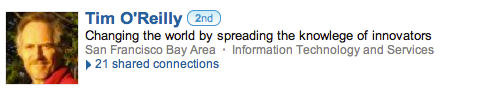 Tim O'Reilly 2nd
Changing the world by spreading the knowlege of innovators
San Francisco Bay Area · Information Technology and Services
21 shared connections